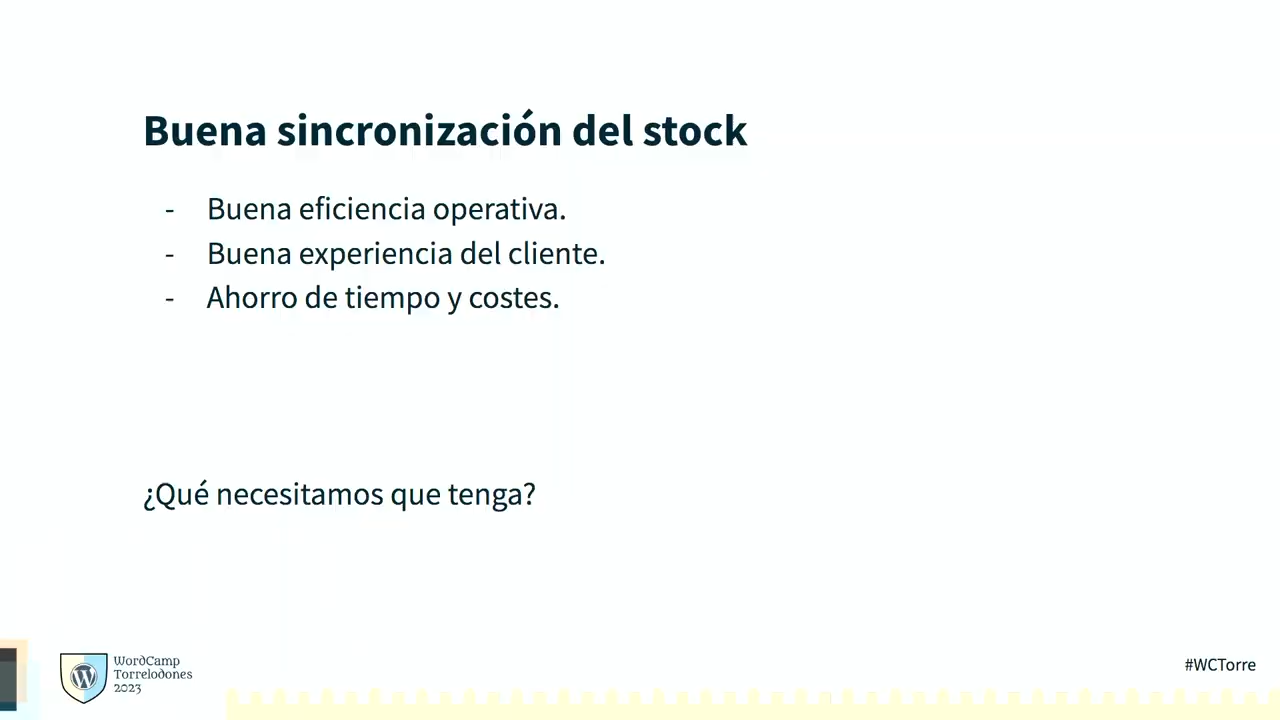 Buena sincronización del stock
- Buena eficiencia operativa.
- Buena experiencia del cliente.
- Ahorro de tiempo y costes.
¿Qué necesitamos que tenga?
WordCamp
Torrelodones
2023
#WCTorre